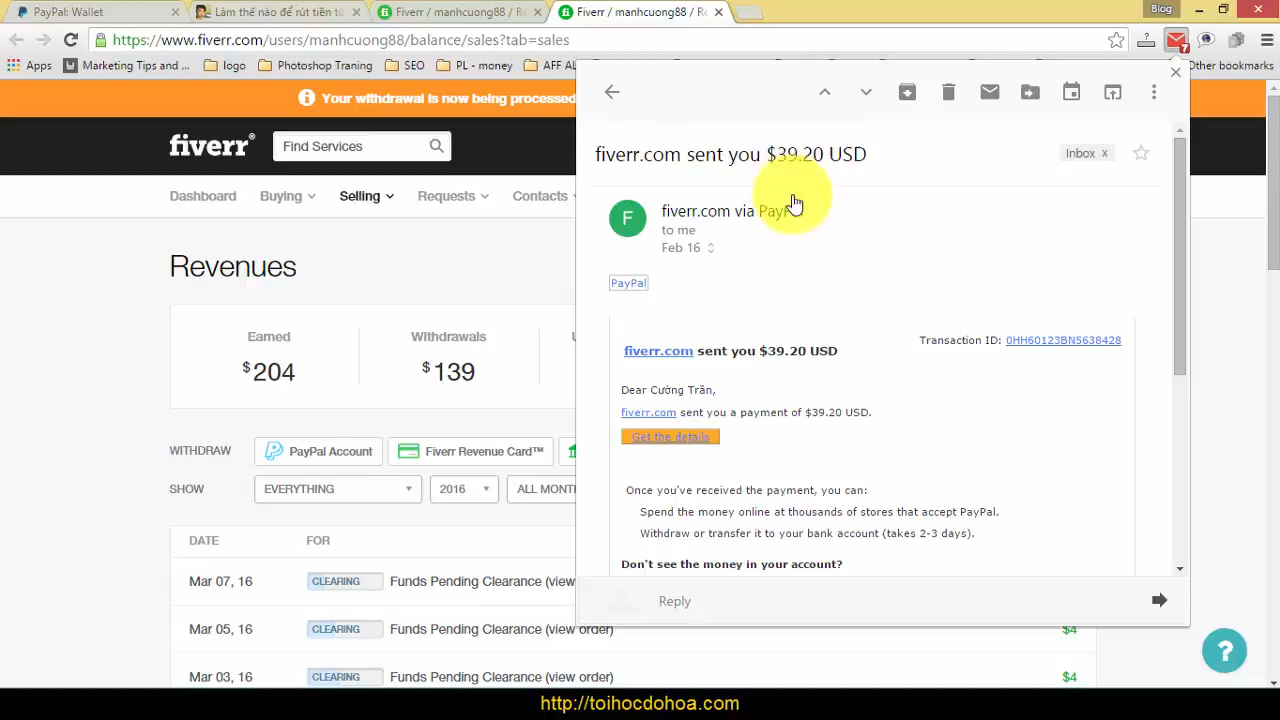 PayPal: Wallet
Làm thế nào để rút tiền từ
Fiverr / manhcuong88 / Re
Fiverr / manhcuong88 / Re
Blog
https://www.fiverr.com/users/manhcuong88/balance/sales?tab=sales
7
Apps
Marketing Tips and ...
logo
Photoshop Traning
SEO
PL - money
AFF AL
Other bookmarks
Your withdrawal is now being processed
fiverr
Find Services
Dashboard
Buying
Selling
Requests
Contacts
Revenues
Earned
Withdrawals
$204
$139
WITHDRAW
PayPal Account
Fiverr Revenue Card™
SHOW
EVERYTHING
2016
ALL MONTH
DATE
FOR
Mar 07, 16
CLEARING
Funds Pending Clearance (view
Mar 05, 16
CLEARING
Funds Pending Clearance (view order)
$4
Mar 03, 16
CLEARING
Funds Pending Clearance (view order)
$4
fiverr.com sent you $39.20 USD
Inbox x
F
fiverr.com via
to me
Feb 16
PayPal
Transaction ID: 0HH60123BN5638428
fiverr.com sent you $39.20 USD
Dear Cường Trần,
fiverr.com sent you a payment of $39.20 USD.
Get the details
Once you've received the payment, you can:
Spend the money online at thousands of stores that accept PayPal.
Withdraw or transfer it to your bank account (takes 2-3 days).
Don't see the money in your account?
Reply
?
http://toihocdohoa.com